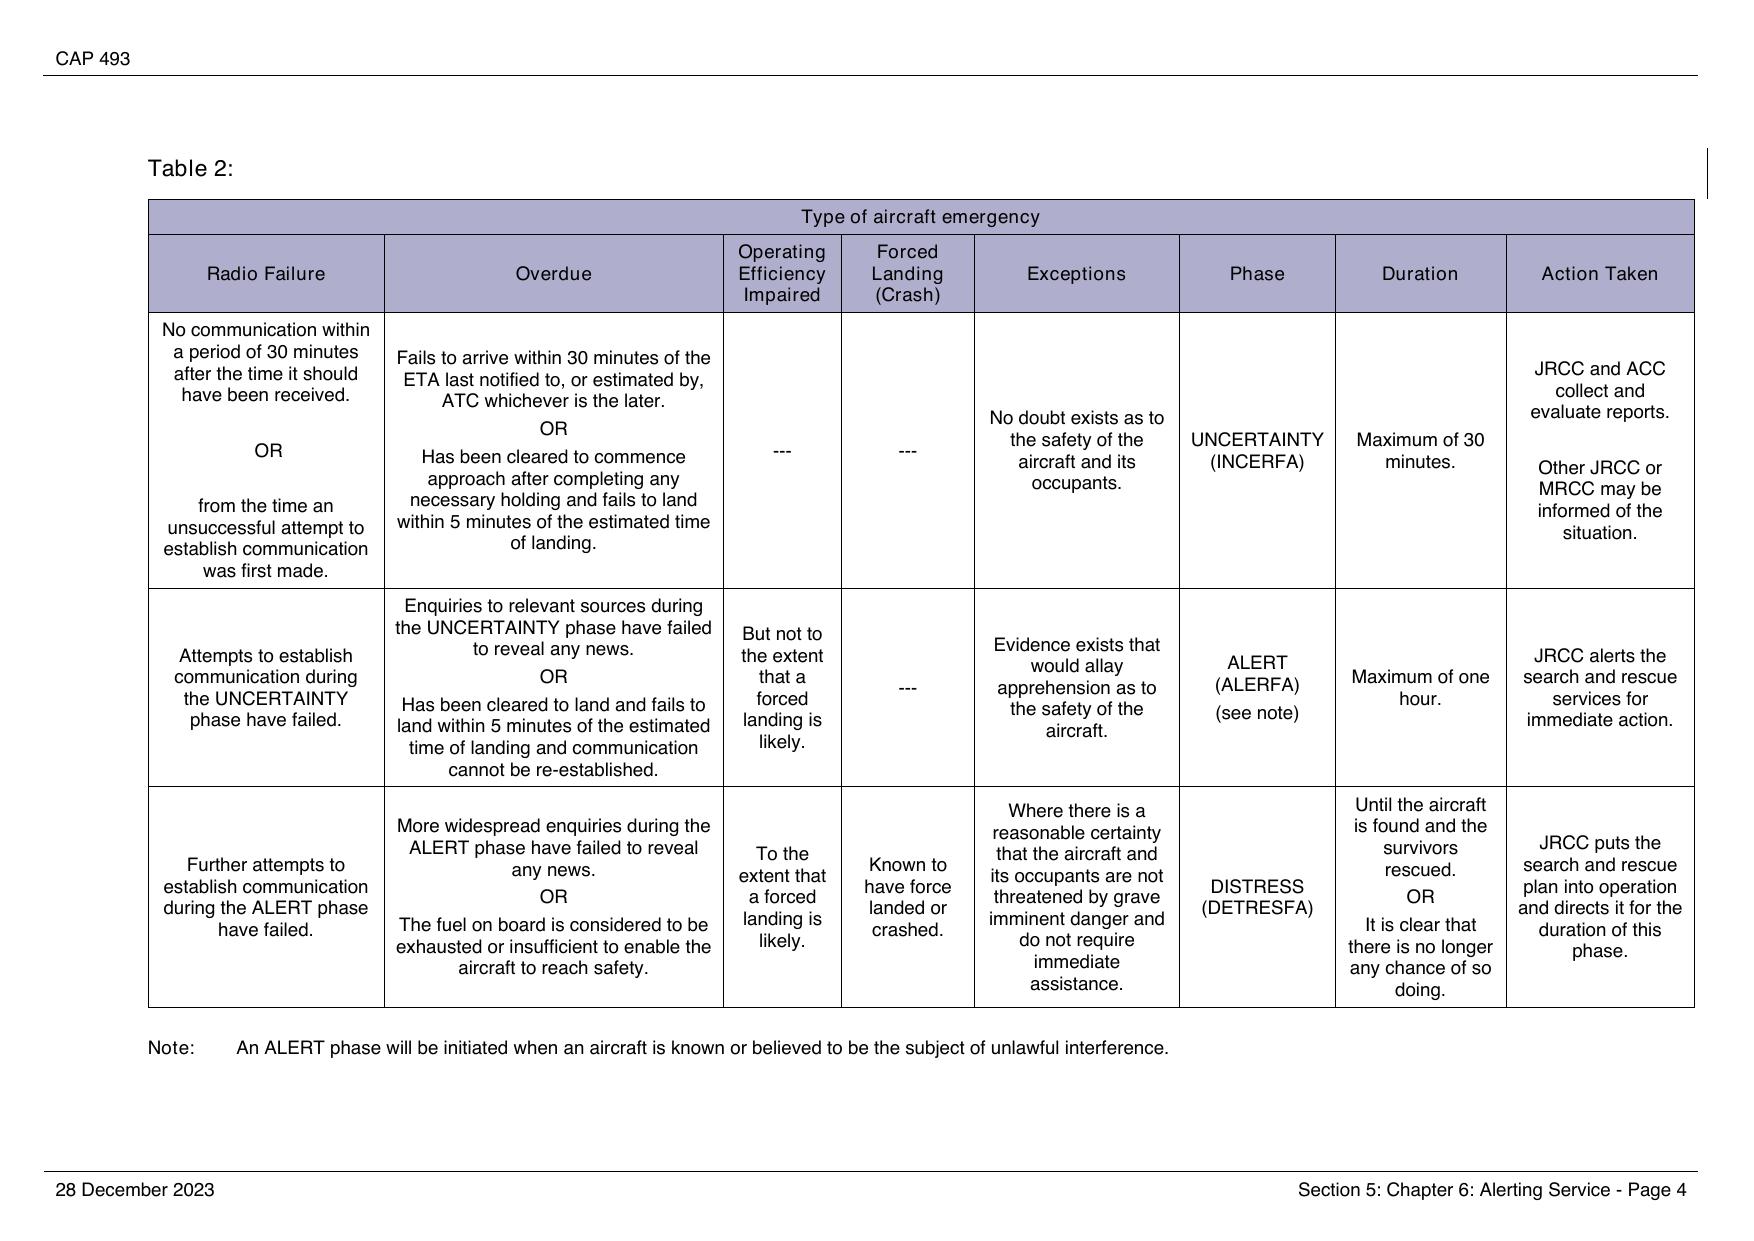 CAP 493
Table 2:
Type of aircraft emergency
Radio Failure
Overdue
Operating
Efficiency
Impaired
Forced
Landing
(Crash)
Exceptions
Phase
Duration
Action Taken
No communication within
a period of 30 minutes
after the time it should
have been received.
OR
from the time an
unsuccessful attempt to
establish communication
was first made.
Fails to arrive within 30 minutes of the
ETA last notified to, or estimated by,
ATC whichever is the later.
OR
Has been cleared to commence
approach after completing any
necessary holding and fails to land
within 5 minutes of the estimated time
of landing.
---
---
No doubt exists as to
the safety of the
aircraft and its
occupants.
UNCERTAINTY
(INCERFA)
Maximum of 30
minutes.
JRCC and ACC
collect and
evaluate reports.
Other JRCC or
MRCC may be
informed of the
situation.
Attempts to establish
communication during
the UNCERTAINTY
phase have failed.
Enquiries to relevant sources during
the UNCERTAINTY phase have failed
to reveal any news.
OR
Has been cleared to land and fails to
land within 5 minutes of the estimated
time of landing and communication
cannot be re-established.
But not to
the extent
that a
forced
landing is
likely.
---
Evidence exists that
would allay
apprehension as to
the safety of the
aircraft.
ALERT
(ALERFA)
(see note)
Maximum of one
hour.
JRCC alerts the
search and rescue
services for
immediate action.
Further attempts to
establish communication
during the ALERT phase
have failed.
More widespread enquiries during the
ALERT phase have failed to reveal
any news.
OR
The fuel on board is considered to be
exhausted or insufficient to enable the
aircraft to reach safety.
To the
extent that
a forced
landing is
likely.
Known to
have force
landed or
crashed.
Where there is a
reasonable certainty
that the aircraft and
its occupants are not
threatened by grave
imminent danger and
do not require
immediate
assistance.
DISTRESS
(DETRESFA)
Until the aircraft
is found and the
survivors
rescued.
OR
It is clear that
there is no longer
any chance of so
doing.
JRCC puts the
search and rescue
plan into operation
and directs it for the
duration of this
phase.
Note: An ALERT phase will be initiated when an aircraft is known or believed to be the subject of unlawful interference.
28 December 2023
Section 5: Chapter 6: Alerting Service - Page 4